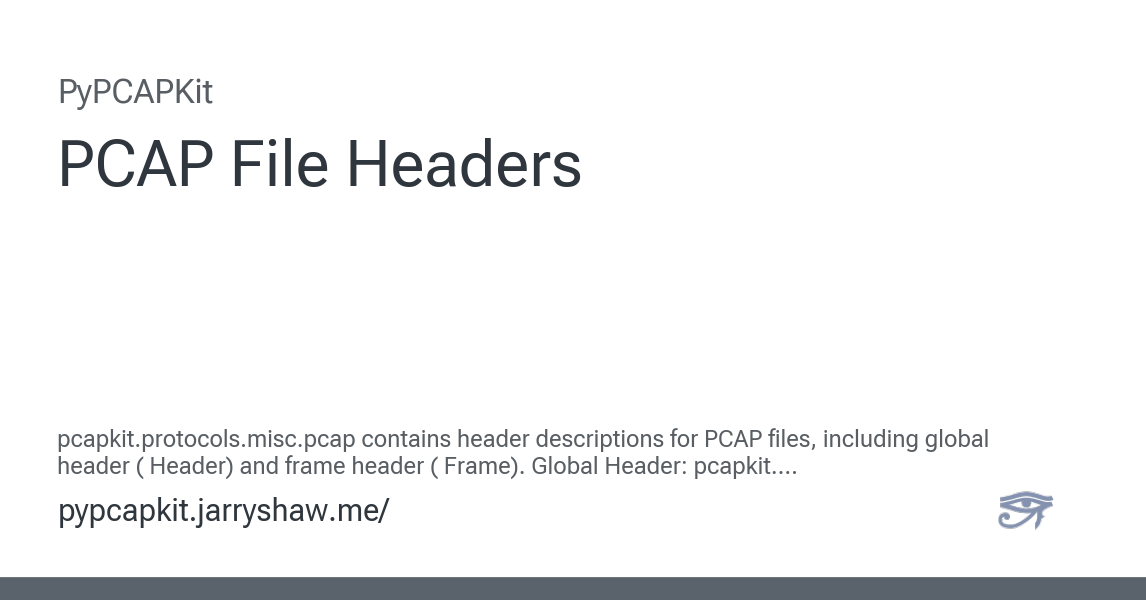 PyPCAPKit
PCAP File Headers
pcapkit.protocols.misc.pcap contains header descriptions for PCAP files, including global
header ( Header) and frame header ( Frame). Global Header: pcapkit....
pypcapkit.jarryshaw.me/